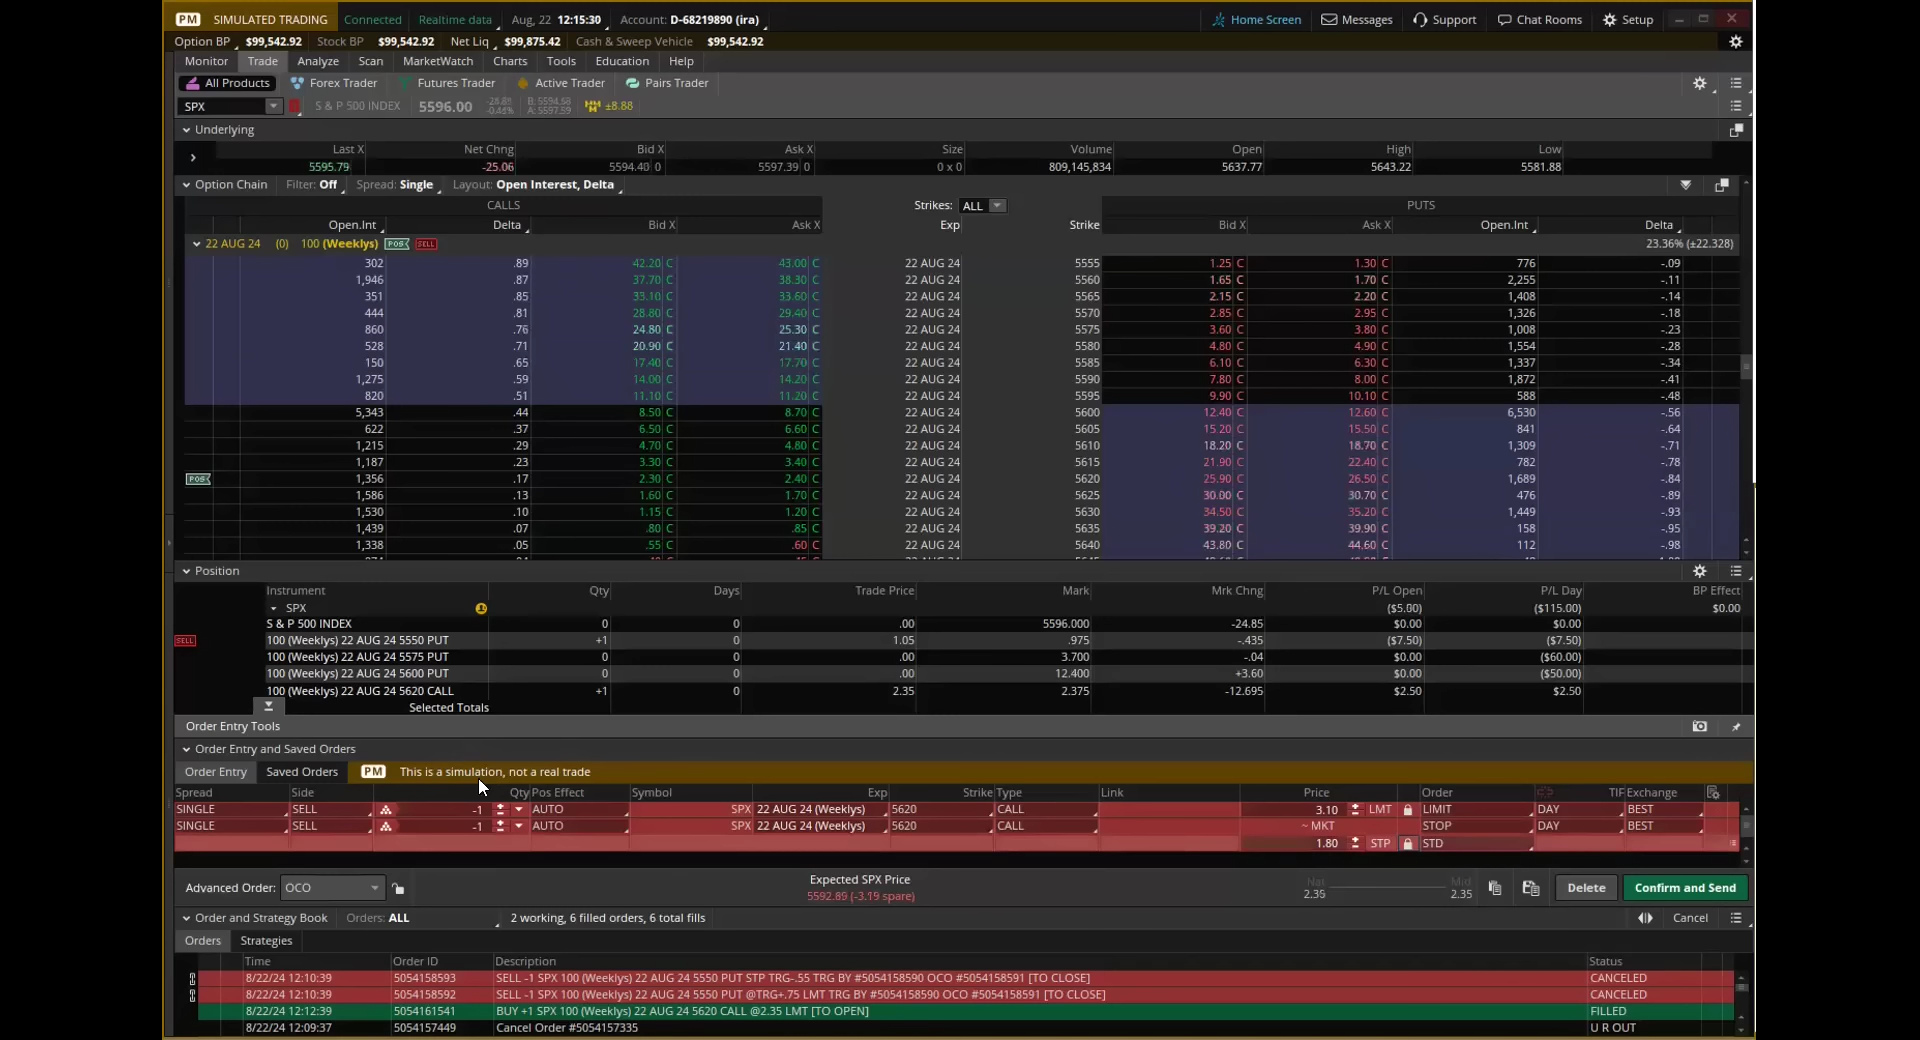 PM SIMULATED TRADING Connected Realtime data Aug, 22 12:15:30 Account: D-68219890 (ira) Home Screen Messages Support Chat Rooms Setup
Option BP $99,542.92 Stock BP $99,542.92 Net Liq $99,875.42 Cash & Sweep Vehicle $99,542.92
Monitor Trade Analyze Scan MarketWatch Charts Tools Education Help
All Products Forex Trader Futures Trader Active Trader Pairs Trader
SPX S & P 500 INDEX 5596.00 ±8.88
Underlying
Last X Net Chng Bid X Ask X Size Volume Open High Low
5595.79 -25.06 5594.40 0 5597.39 0 0 x 0 809,145,834 5637.77 5643.22 5581.88
Option Chain Filter: Off Spread: Single Layout: Open Interest, Delta
CALLS Strikes: ALL PUTS
Open.Int Delta Bid X Ask X Exp Strike Bid X Ask X Open.Int Delta
22 AUG 24 (0) 100 (Weeklys) POS SELL 23.36% (±22.328)
302 .89 42.20 C 43.00 C 22 AUG 24 5555 1.25 C 1.30 C 776 -.09
1,946 .87 37.70 C 38.30 C 22 AUG 24 5560 1.65 C 1.70 C 2,255 -.11
351 .85 33.10 C 33.60 C 22 AUG 24 5565 2.15 C 2.20 C 1,408 -.14
444 .81 28.80 C 29.40 C 22 AUG 24 5570 2.85 C 2.95 C 1,326 -.18
860 .76 24.80 C 25.30 C 22 AUG 24 5575 3.60 C 3.80 C 1,008 -.23
528 .71 20.90 C 21.40 C 22 AUG 24 5580 4.80 C 4.90 C 1,554 -.28
150 .65 17.40 C 17.70 C 22 AUG 24 5585 6.10 C 6.30 C 1,337 -.34
1,275 .59 14.00 C 14.20 C 22 AUG 24 5590 7.80 C 8.00 C 1,872 -.41
820 .51 11.10 C 11.20 C 22 AUG 24 5595 9.90 C 10.10 C 588 -.48
5,343 .44 8.50 C 8.70 C 22 AUG 24 5600 12.40 C 12.60 C 6,530 -.56
622 .37 6.50 C 6.60 C 22 AUG 24 5605 15.20 C 15.50 C 841 -.64
1,215 .29 4.70 C 4.80 C 22 AUG 24 5610 18.20 C 18.70 C 1,309 -.71
1,187 .23 3.30 C 3.40 C 22 AUG 24 5615 21.90 C 22.40 C 782 -.78
POS 1,356 .17 2.30 C 2.40 C 22 AUG 24 5620 25.90 C 26.50 C 1,689 -.84
1,586 .13 1.60 C 1.70 C 22 AUG 24 5625 30.00 C 30.70 C 476 -.89
1,530 .10 1.15 C 1.20 C 22 AUG 24 5630 34.50 C 35.20 C 1,449 -.93
1,439 .07 .80 C .85 C 22 AUG 24 5635 39.20 C 39.90 C 158 -.95
1,338 .05 .55 C .60 C 22 AUG 24 5640 43.80 C 44.60 C 112 -.98
Position
Instrument Qty Days Trade Price Mark Mrk Chng P/L Open P/L Day BP Effect
SPX ($5.00) ($115.00) $0.00
S & P 500 INDEX 0 0 .00 5596.000 -24.85 $0.00 $0.00
SELL 100 (Weeklys) 22 AUG 24 5550 PUT +1 0 1.05 .975 -.435 ($7.50) ($7.50)
100 (Weeklys) 22 AUG 24 5575 PUT 0 0 .00 3.700 -.04 $0.00 ($60.00)
100 (Weeklys) 22 AUG 24 5600 PUT 0 0 .00 12.400 +3.60 $0.00 ($50.00)
100 (Weeklys) 22 AUG 24 5620 CALL +1 0 2.35 2.375 -12.695 $2.50 $2.50
Selected Totals
Order Entry Tools
Order Entry and Saved Orders
Order Entry Saved Orders PM This is a simulation, not a real trade
Spread Side Qty Pos Effect Symbol Exp Strike Type Link Price Order TIF Exchange
SINGLE SELL -1 AUTO SPX 22 AUG 24 (Weeklys) 5620 CALL 3.10 LMT LIMIT DAY BEST
SINGLE SELL -1 AUTO SPX 22 AUG 24 (Weeklys) 5620 CALL ~ MKT STOP DAY BEST
1.80 STP STD
Advanced Order: OCO Expected SPX Price 5592.89 (-3.19 spare) Nat 2.35 Mid 2.35 Delete Confirm and Send
Order and Strategy Book Orders: ALL 2 working, 6 filled orders, 6 total fills Cancel
Orders Strategies
Time Order ID Description Status
8/22/24 12:10:39 5054158593 SELL -1 SPX 100 (Weeklys) 22 AUG 24 5550 PUT STP TRG-.55 TRG BY #5054158590 OCO #5054158591 [TO CLOSE] CANCELED
8/22/24 12:10:39 5054158592 SELL -1 SPX 100 (Weeklys) 22 AUG 24 5550 PUT @TRG+.75 LMT TRG BY #5054158590 OCO #5054158591 [TO CLOSE] CANCELED
8/22/24 12:12:39 5054161541 BUY +1 SPX 100 (Weeklys) 22 AUG 24 5620 CALL @2.35 LMT [TO OPEN] FILLED
8/22/24 12:09:37 5054157449 Cancel Order #5054157335 U R OUT